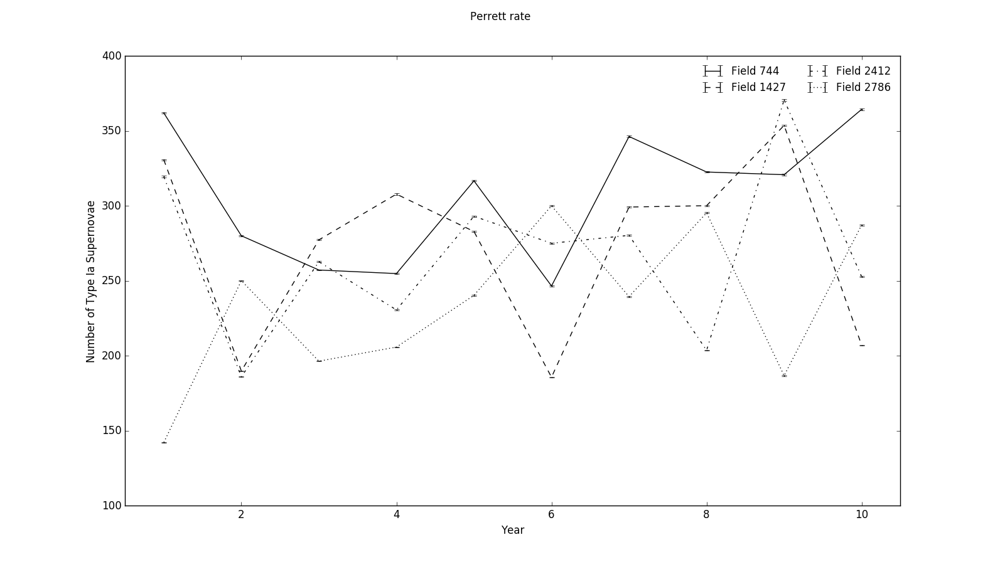 Perrett rate
400
350
300
250
200
150
100
Number of Type Ia Supernovae
Field 744
Field 1427
Field 2412
Field 2786
2 4 6 8 10
Year